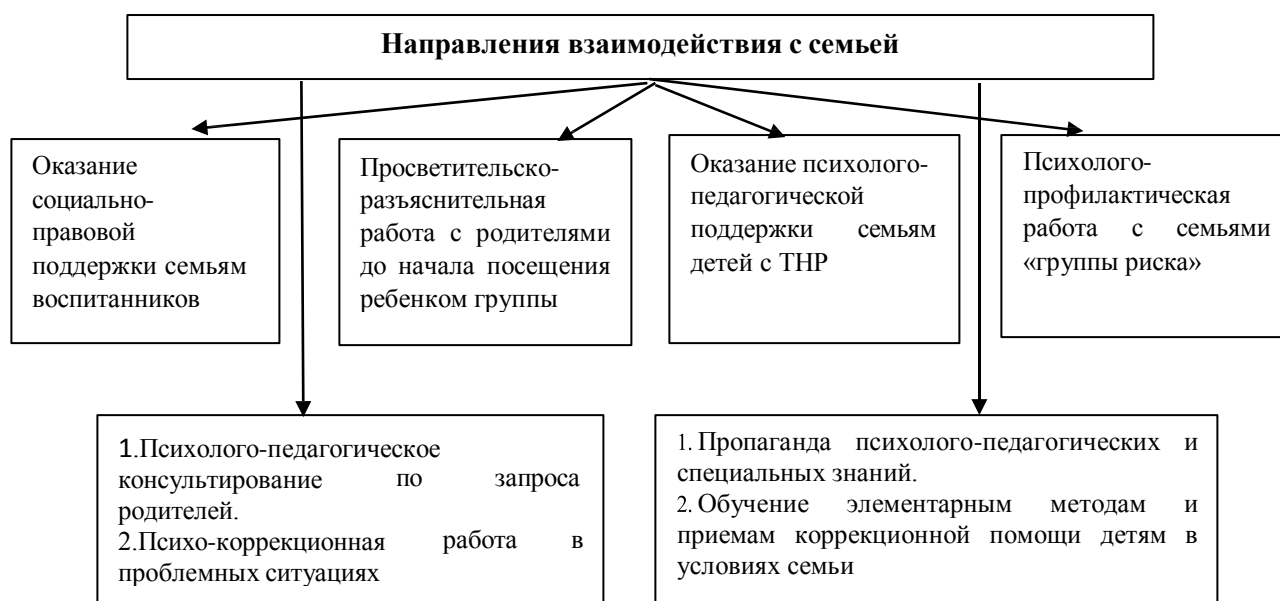 Направления взаимодействия с семьей
Оказание
социально-
правовой
поддержки семьям
воспитанников
Просветительско-
разъяснительная
работа с родителями
до начала посещения
ребенком группы
Оказание психолого-
педагогической
поддержки семьям
детей с ТНР
Психолого-
профилактическая
работа с семьями
«группы риска»
1.Психолого-педагогическое
консультирование по запроса
родителей.
2.Психо-коррекционная работа в
проблемных ситуациях
1. Пропаганда психолого-педагогических и
специальных знаний.
2. Обучение элементарным методам и
приемам коррекционной помощи детям в
условиях семьи